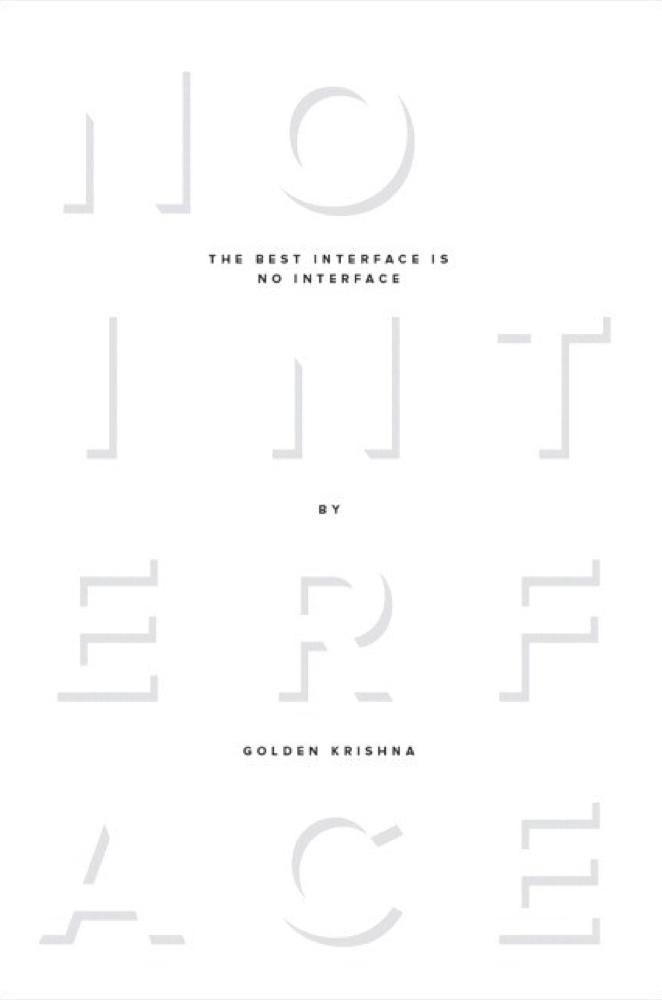 NO
THE BEST INTERFACE IS
NO INTERFACE
INT
BY
ERF
GOLDEN KRISHNA
ACE